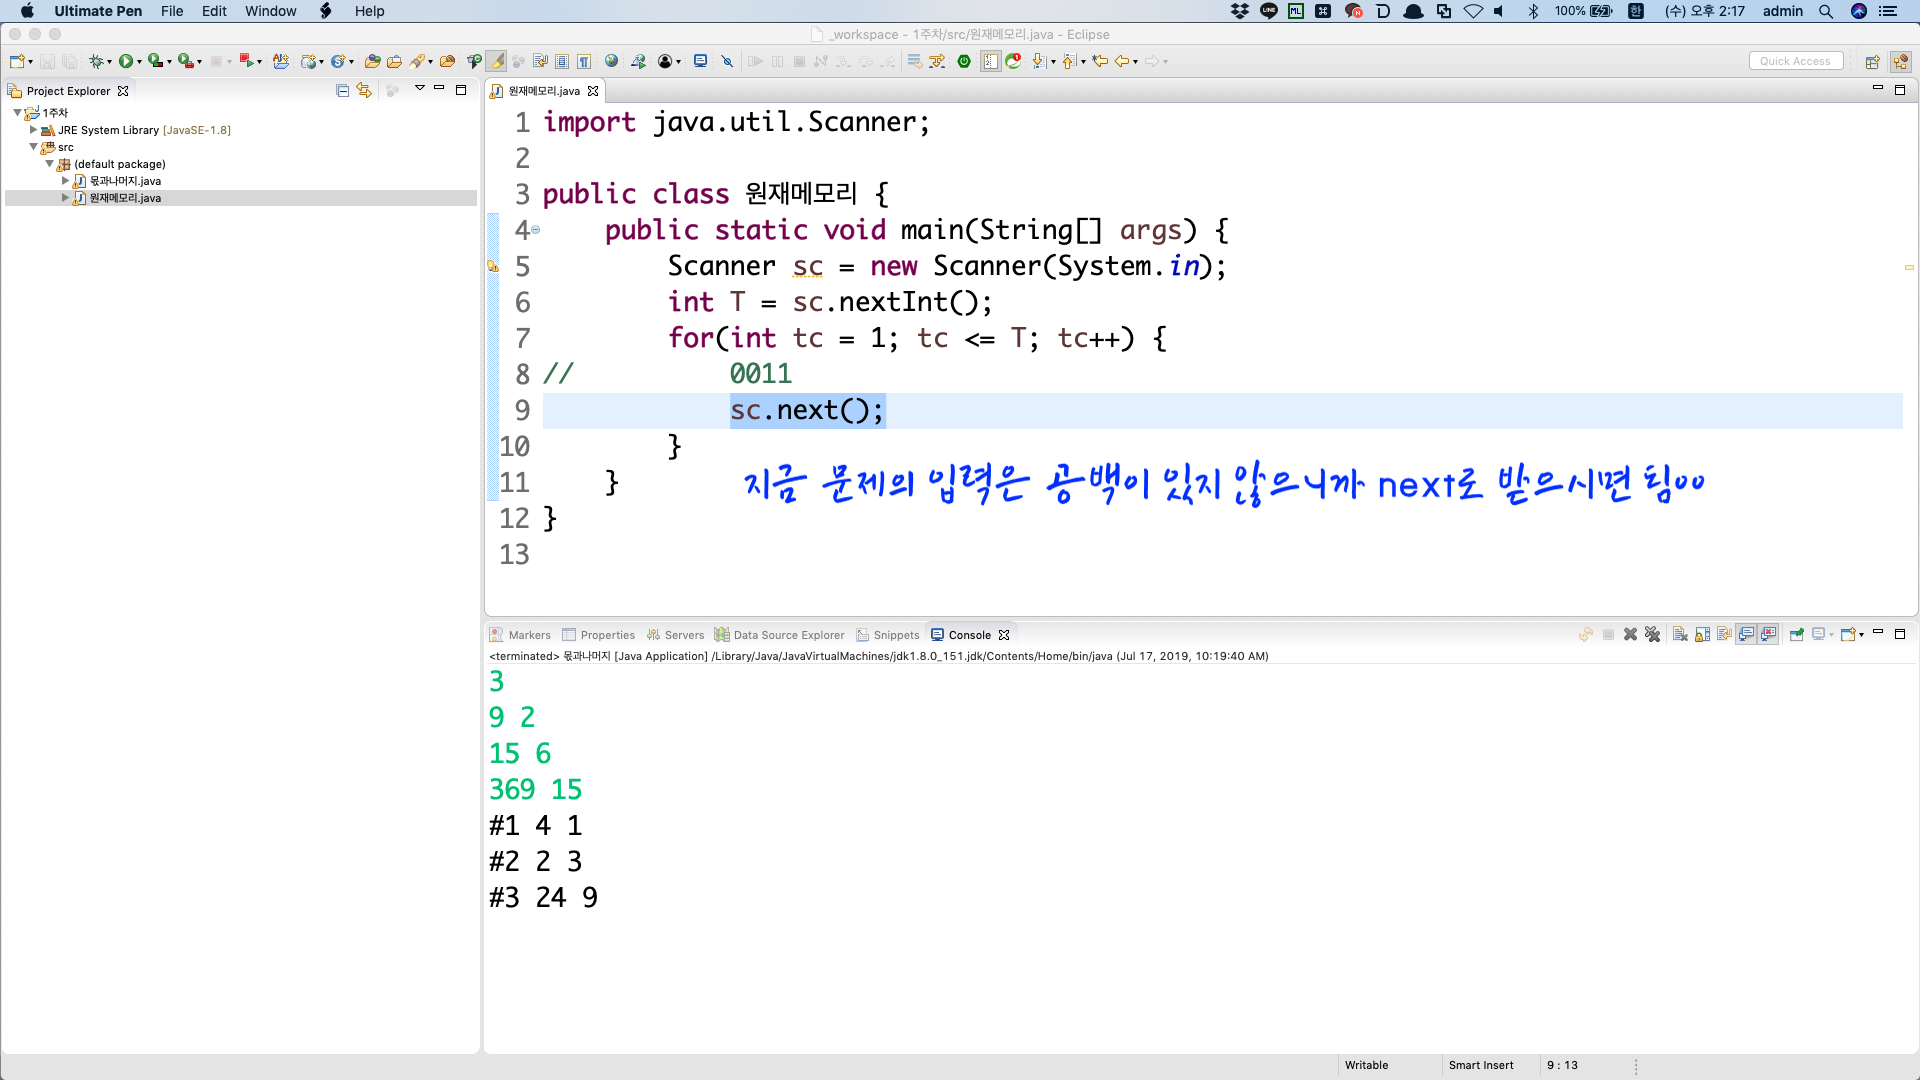 Ultimate Pen File Edit Window Help
100% 한 (수) 오후 2:17 admin
_workspace - 1주차/src/원재메모리.java - Eclipse
Quick Access
Project Explorer
1주차
JRE System Library [JavaSE-1.8]
src
(default package)
몫과나머지.java
원재메모리.java
원재메모리.java
1 import java.util.Scanner;
2
3 public class 원재메모리 {
4 public static void main(String[] args) {
5 Scanner sc = new Scanner(System.in);
6 int T = sc.nextInt();
7 for(int tc = 1; tc <= T; tc++) {
8 // 0011
9 sc.next();
10 }
11 }
지금 문제의 입력은 공백이 있지 않으니까 next로 받으시면 됨ㅇㅇ
12 }
13
Markers Properties Servers Data Source Explorer Snippets Console
<terminated> 몫과나머지 [Java Application] /Library/Java/JavaVirtualMachines/jdk1.8.0_151.jdk/Contents/Home/bin/java (Jul 17, 2019, 10:19:40 AM)
3
9 2
15 6
369 15
#1 4 1
#2 2 3
#3 24 9
Writable Smart Insert 9 : 13